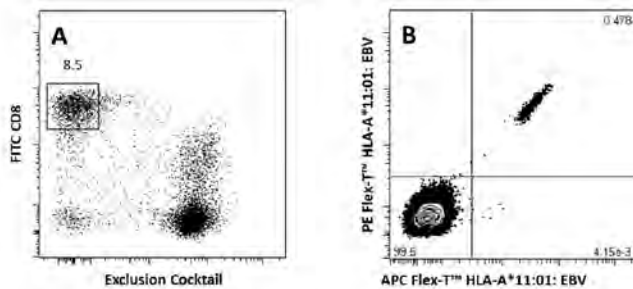 A
8.5
FITC CD8
Exclusion Cocktail
B
0.478
PE Flex-T™ HLA-A*11:01: EBV
99.5
4.15e-3
APC Flex-T™ HLA-A*11:01: EBV